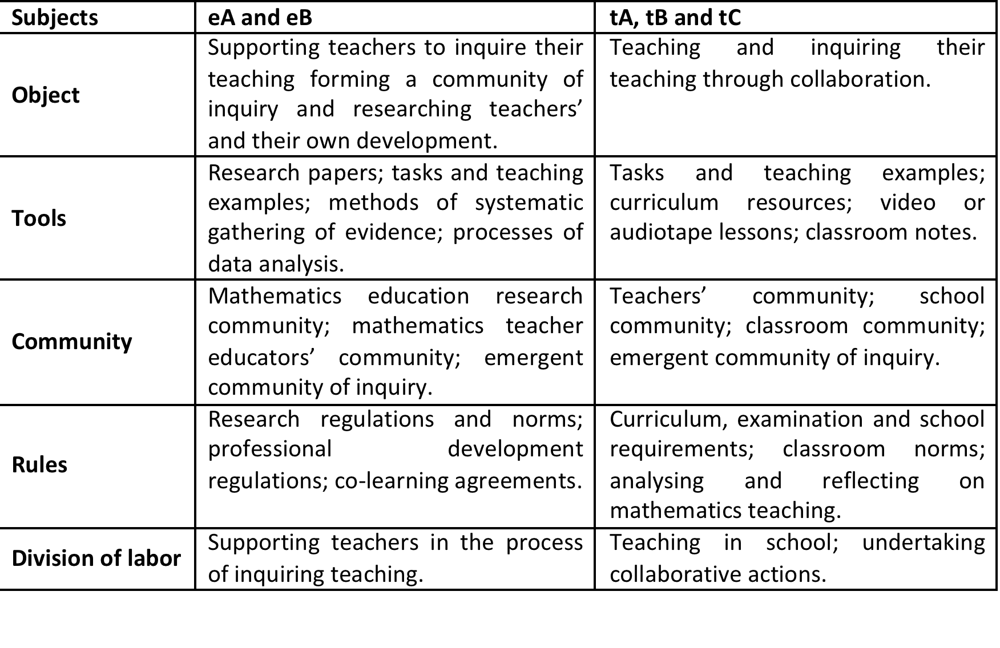 Subjects eA and eB tA, tB and tC
Object
Supporting teachers to inquire their
teaching forming a community of
inquiry and researching teachers’
and their own development.
Teaching and inquiring their
teaching through collaboration.
Tools
Research papers; tasks and teaching
examples; methods of systematic
gathering of evidence; processes of
data analysis.
Tasks and teaching examples;
curriculum resources; video or
audiotape lessons; classroom notes.
Community
Mathematics education research
community; mathematics teacher
educators’ community; emergent
community of inquiry.
Teachers’ community; school
community; classroom community;
emergent community of inquiry.
Rules
Research regulations and norms;
professional development
regulations; co-learning agreements.
Curriculum, examination and school
requirements; classroom norms;
analysing and reflecting on
mathematics teaching.
Division of labor
Supporting teachers in the process
of inquiring teaching.
Teaching in school; undertaking
collaborative actions.